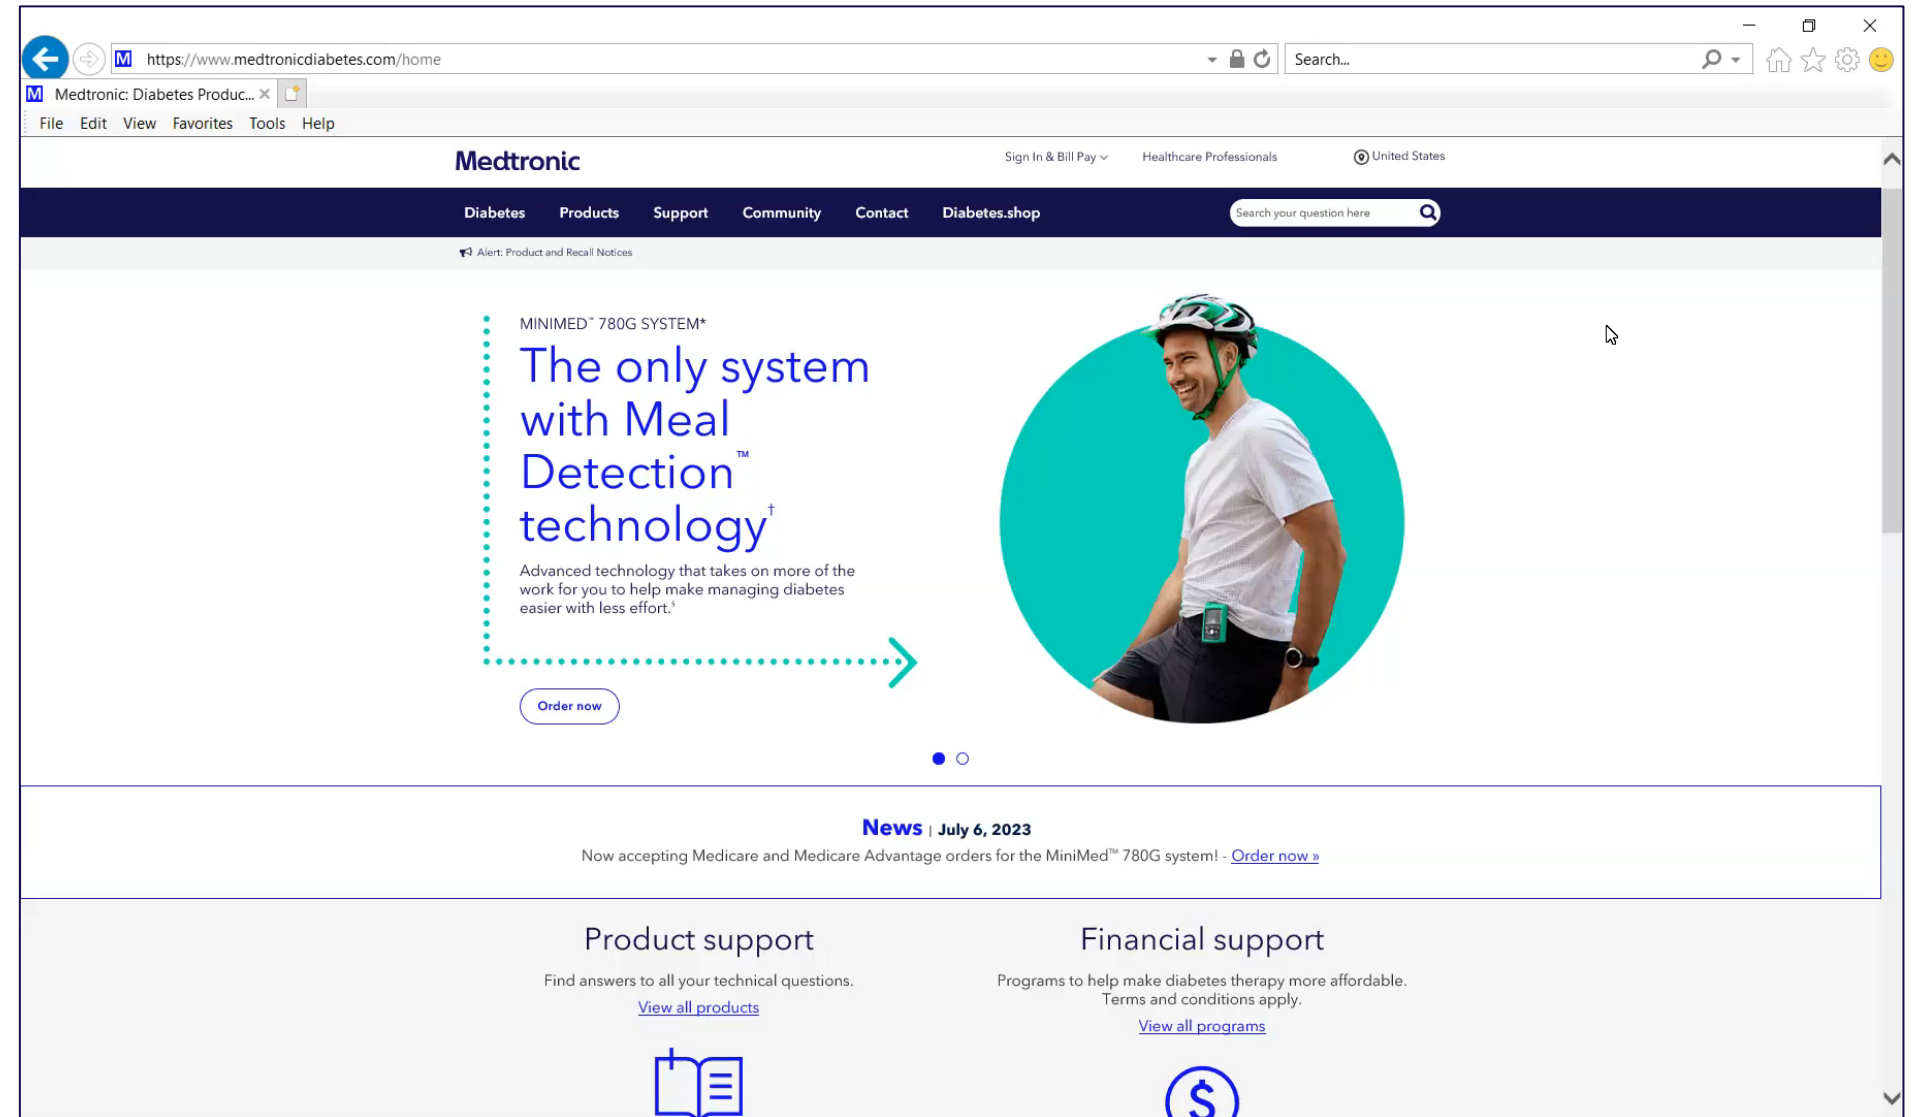 https://www.medtronicdiabetes.com/home
Search...
M Medtronic: Diabetes Produc...
File Edit View Favorites Tools Help
Medtronic
Sign In & Bill Pay Healthcare Professionals United States
Diabetes Products Support Community Contact Diabetes.shop Search your question here
Alert: Product and Recall Notices
MINIMED™ 780G SYSTEM*
The only system
with Meal
Detection™
technology†
Advanced technology that takes on more of the
work for you to help make managing diabetes
easier with less effort.§
Order now
News | July 6, 2023
Now accepting Medicare and Medicare Advantage orders for the MiniMed™ 780G system! - Order now »
Product support
Find answers to all your technical questions.
View all products
Financial support
Programs to help make diabetes therapy more affordable.
Terms and conditions apply.
View all programs